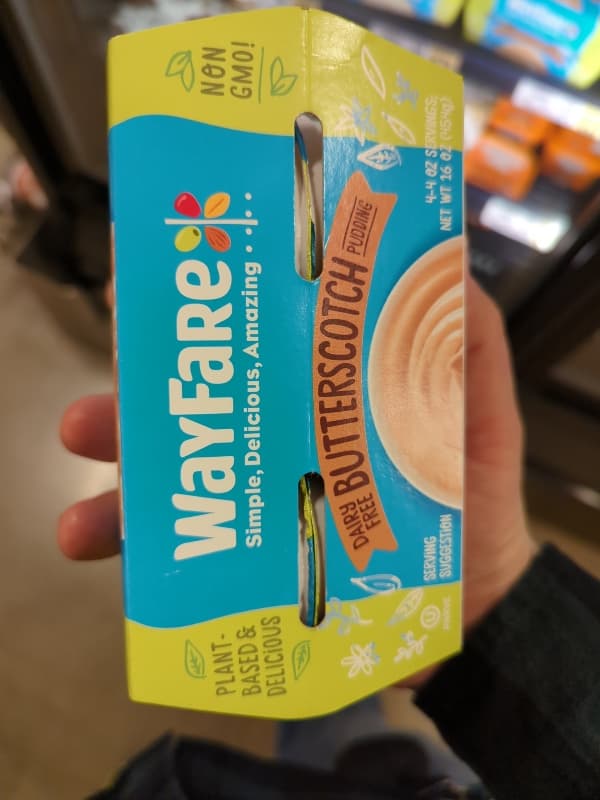 PLANT-
BASED &
DELICIOUS
NON
GMO!
WayFare
Simple, Delicious, Amazing...
DAIRY
FREE
BUTTERSCOTCH
PUDDING
SERVING
SUGGESTION
4-4 OZ SERVINGS
NET WT 16 OZ (454g)